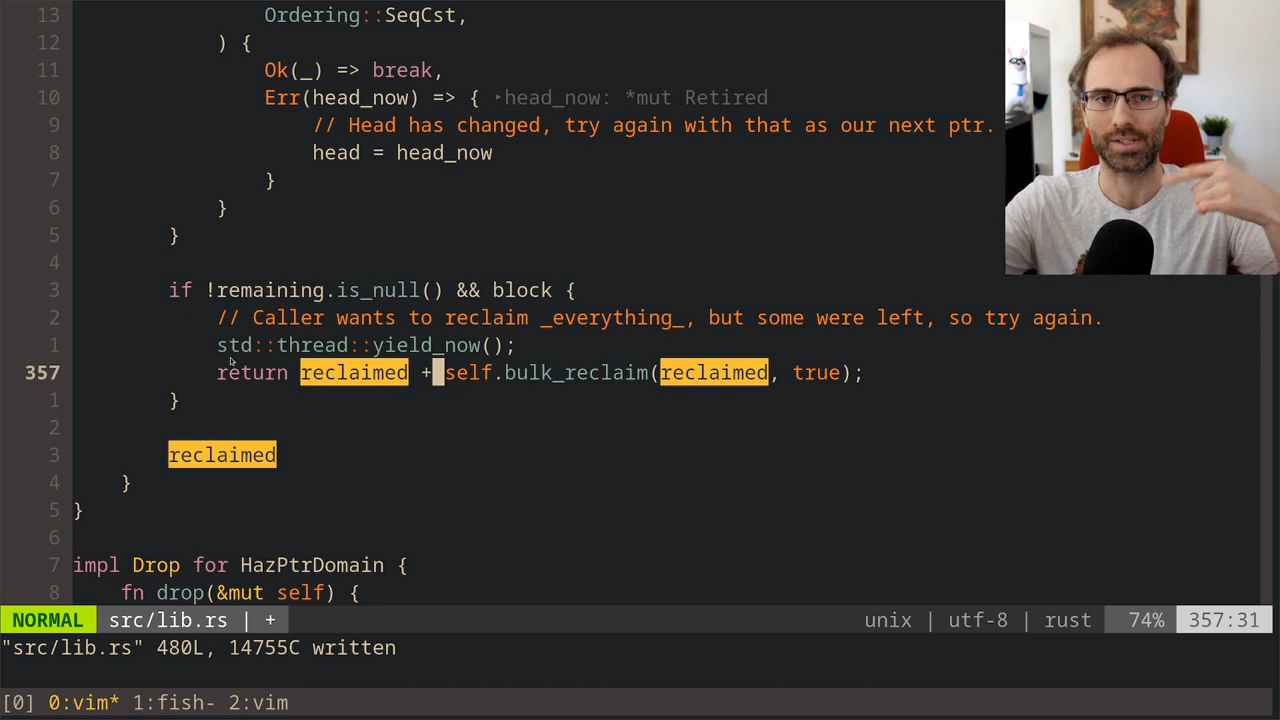 13 Ordering::SeqCst,
12 ) {
11 Ok(_) => break,
10 Err(head_now) => { ▸head_now: *mut Retired
9 // Head has changed, try again with that as our next ptr.
8 head = head_now
7 }
6 }
5 }
4
3 if !remaining.is_null() && block {
2 // Caller wants to reclaim _everything_, but some were left, so try again.
1 std::thread::yield_now();
357 return reclaimed + self.bulk_reclaim(reclaimed, true);
1 }
2
3 reclaimed
4 }
5 }
6
7 impl Drop for HazPtrDomain {
8 fn drop(&mut self) {
NORMAL src/lib.rs | + unix | utf-8 | rust 74% 357:31
"src/lib.rs" 480L, 14755C written
[0] 0:vim* 1:fish- 2:vim